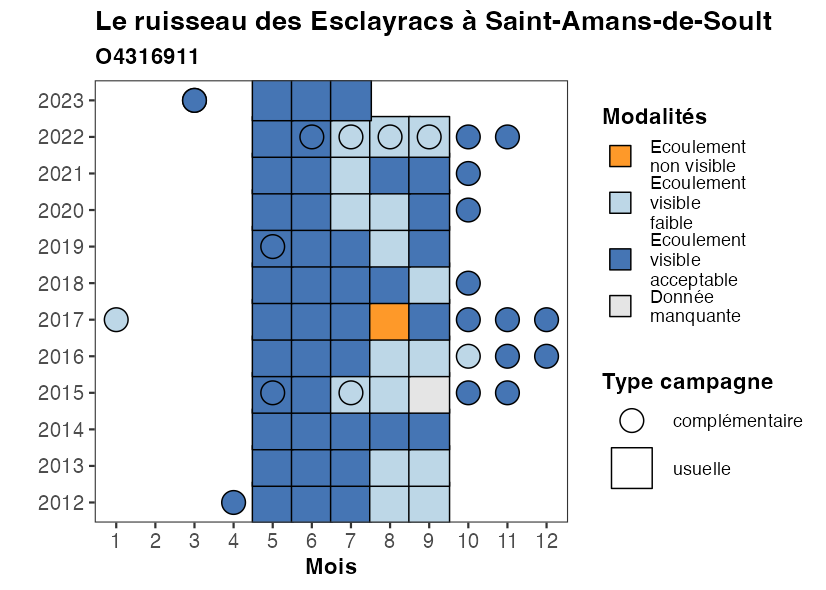 Le ruisseau des Esclayracs à Saint-Amans-de-Soult
O4316911
2023
2022
2021
2020
2019
2018
2017
2016
2015
2014
2013
2012
1 2 3 4 5 6 7 8 9 10 11 12
Mois
Modalités
Ecoulement
non visible
Ecoulement
visible
faible
Ecoulement
visible
acceptable
Donnée
manquante
Type campagne
complémentaire
usuelle